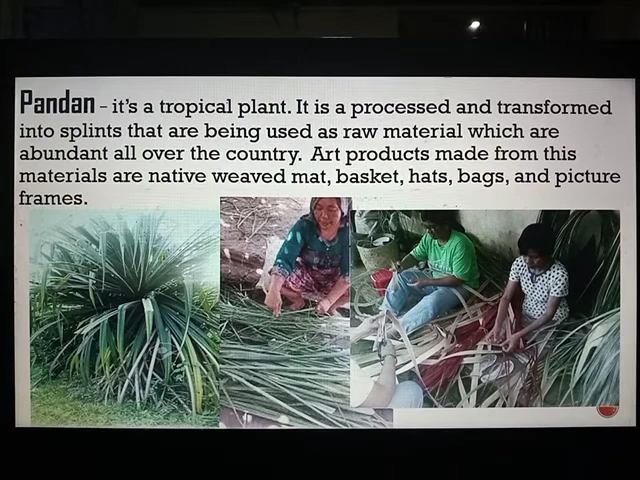 Pandan – it's a tropical plant. It is a processed and transformed
into splints that are being used as raw material which are
abundant all over the country. Art products made from this
materials are native weaved mat, basket, hats, bags, and picture
frames.